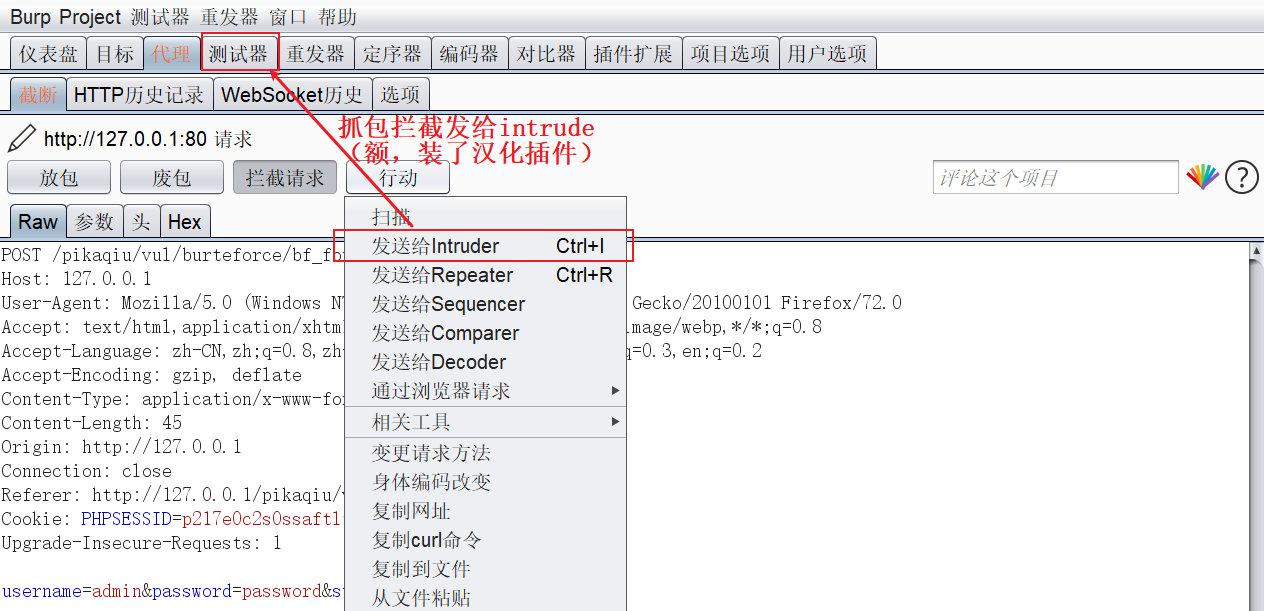 Burp Project 测试器 重发器 窗口 帮助
仪表盘 目标 代理 测试器 重发器 定序器 编码器 对比器 插件扩展 项目选项 用户选项
截断 HTTP历史记录 WebSocket历史 选项
抓包拦截发给intrude
http://127.0.0.1:80 请求
（额，装了汉化插件）
放包 废包 拦截请求 行动 评论这个项目 ?
扫描
Raw 参数 头 Hex
发送给Intruder Ctrl+I
POST /pikaqiu/vul/burteforce/bf_fo
发送给Repeater Ctrl+R
Host: 127.0.0.1
发送给Sequencer
User-Agent: Mozilla/5.0 (Windows NT Gecko/20100101 Firefox/72.0
Accept: text/html,application/xhtml image/webp,*/*;q=0.8
发送给Comparer
Accept-Language: zh-CN,zh;q=0.8,zh q=0.3,en;q=0.2
发送给Decoder
Accept-Encoding: gzip, deflate
通过浏览器请求
Content-Type: application/x-www-fo
相关工具
Content-Length: 45
Origin: http://127.0.0.1
变更请求方法
Connection: close
身体编码改变
Referer: http://127.0.0.1/pikaqiu/
复制网址
Cookie: PHPSESSID=p217e0c2s0ssaft1
复制curl命令
Upgrade-Insecure-Requests: 1
复制到文件
username=admin&password=password&s
从文件粘贴